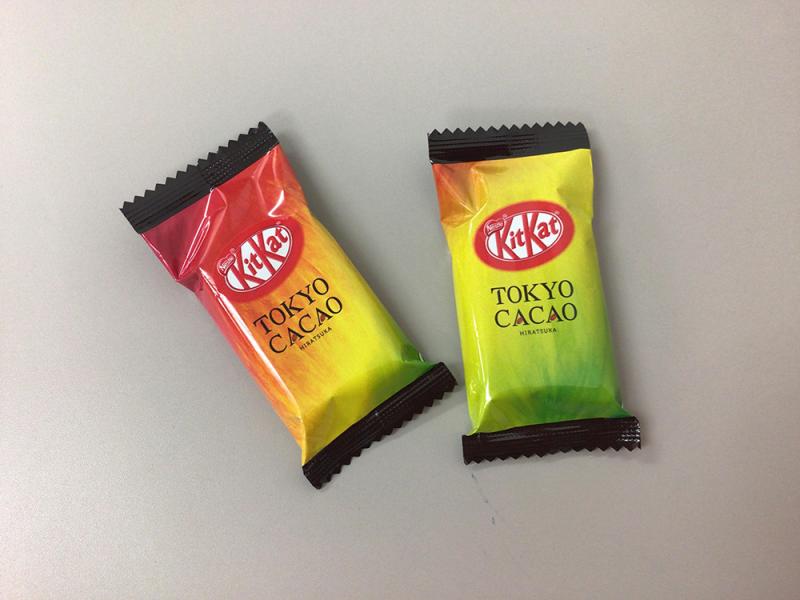 Nestlé
KitKat
TOKYO
CACAO
HIRATSUKA
Nestlé
KitKat
TOKYO
CACAO
HIRATSUKA